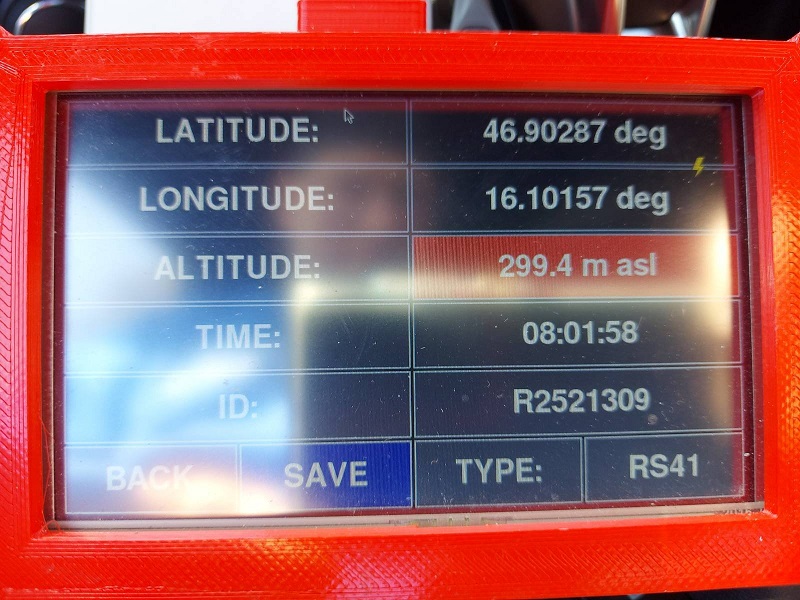 LATITUDE: 46.90287 deg
LONGITUDE: 16.10157 deg
ALTITUDE: 299.4 m asl
TIME: 08:01:58
ID: R2521309
BACK SAVE TYPE: RS41